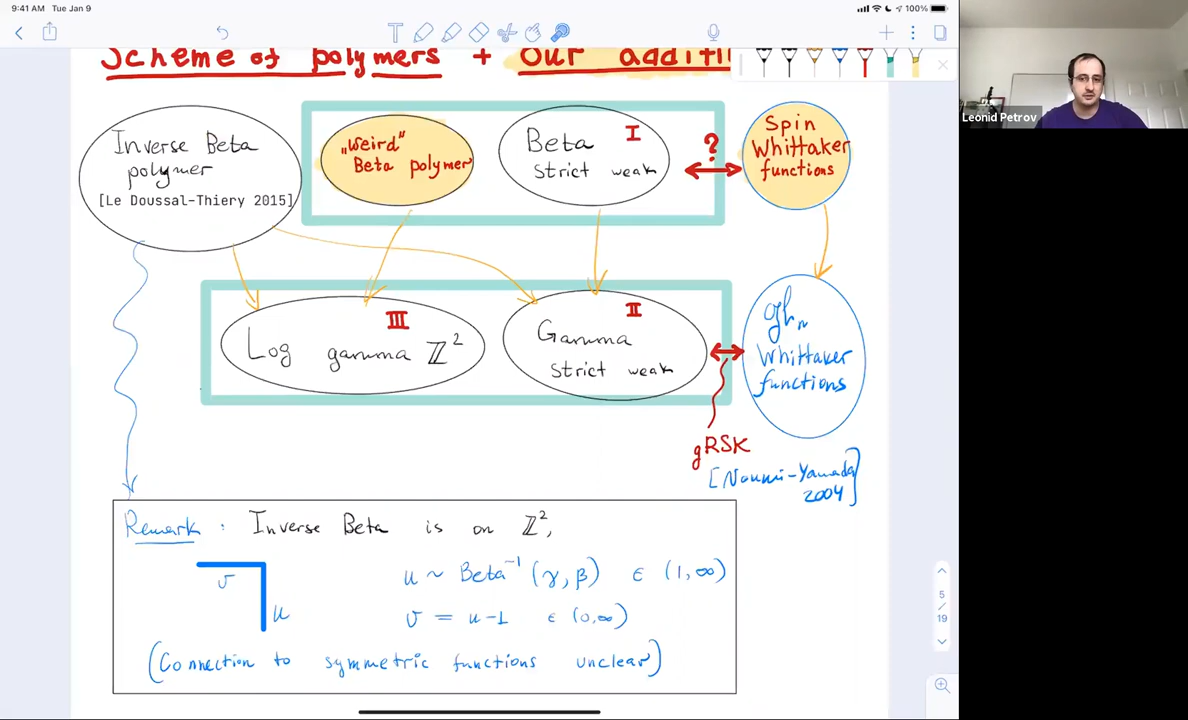 9:41 AM Tue Jan 9
100%
Scheme of polymers + Our additi
Leonid Petrov
Inverse Beta
polymer
[Le Doussal-Thiery 2015]
„Weird"
Beta polymer
Beta I
Strict weak
?
Spin
Whittaker
functions
Log gamma ℤ²
III
Gamma II
Strict weak
gl_n
Whittaker
functions
gRSK
[Noumi-Yamada
2004]
Remark : Inverse Beta is on ℤ²,
v
u
u ~ Beta⁻¹ (γ, β) ∈ (1, ∞)
v = u-1 ∈ (0,∞)
(Connection to symmetric functions unclear)
5
/
19